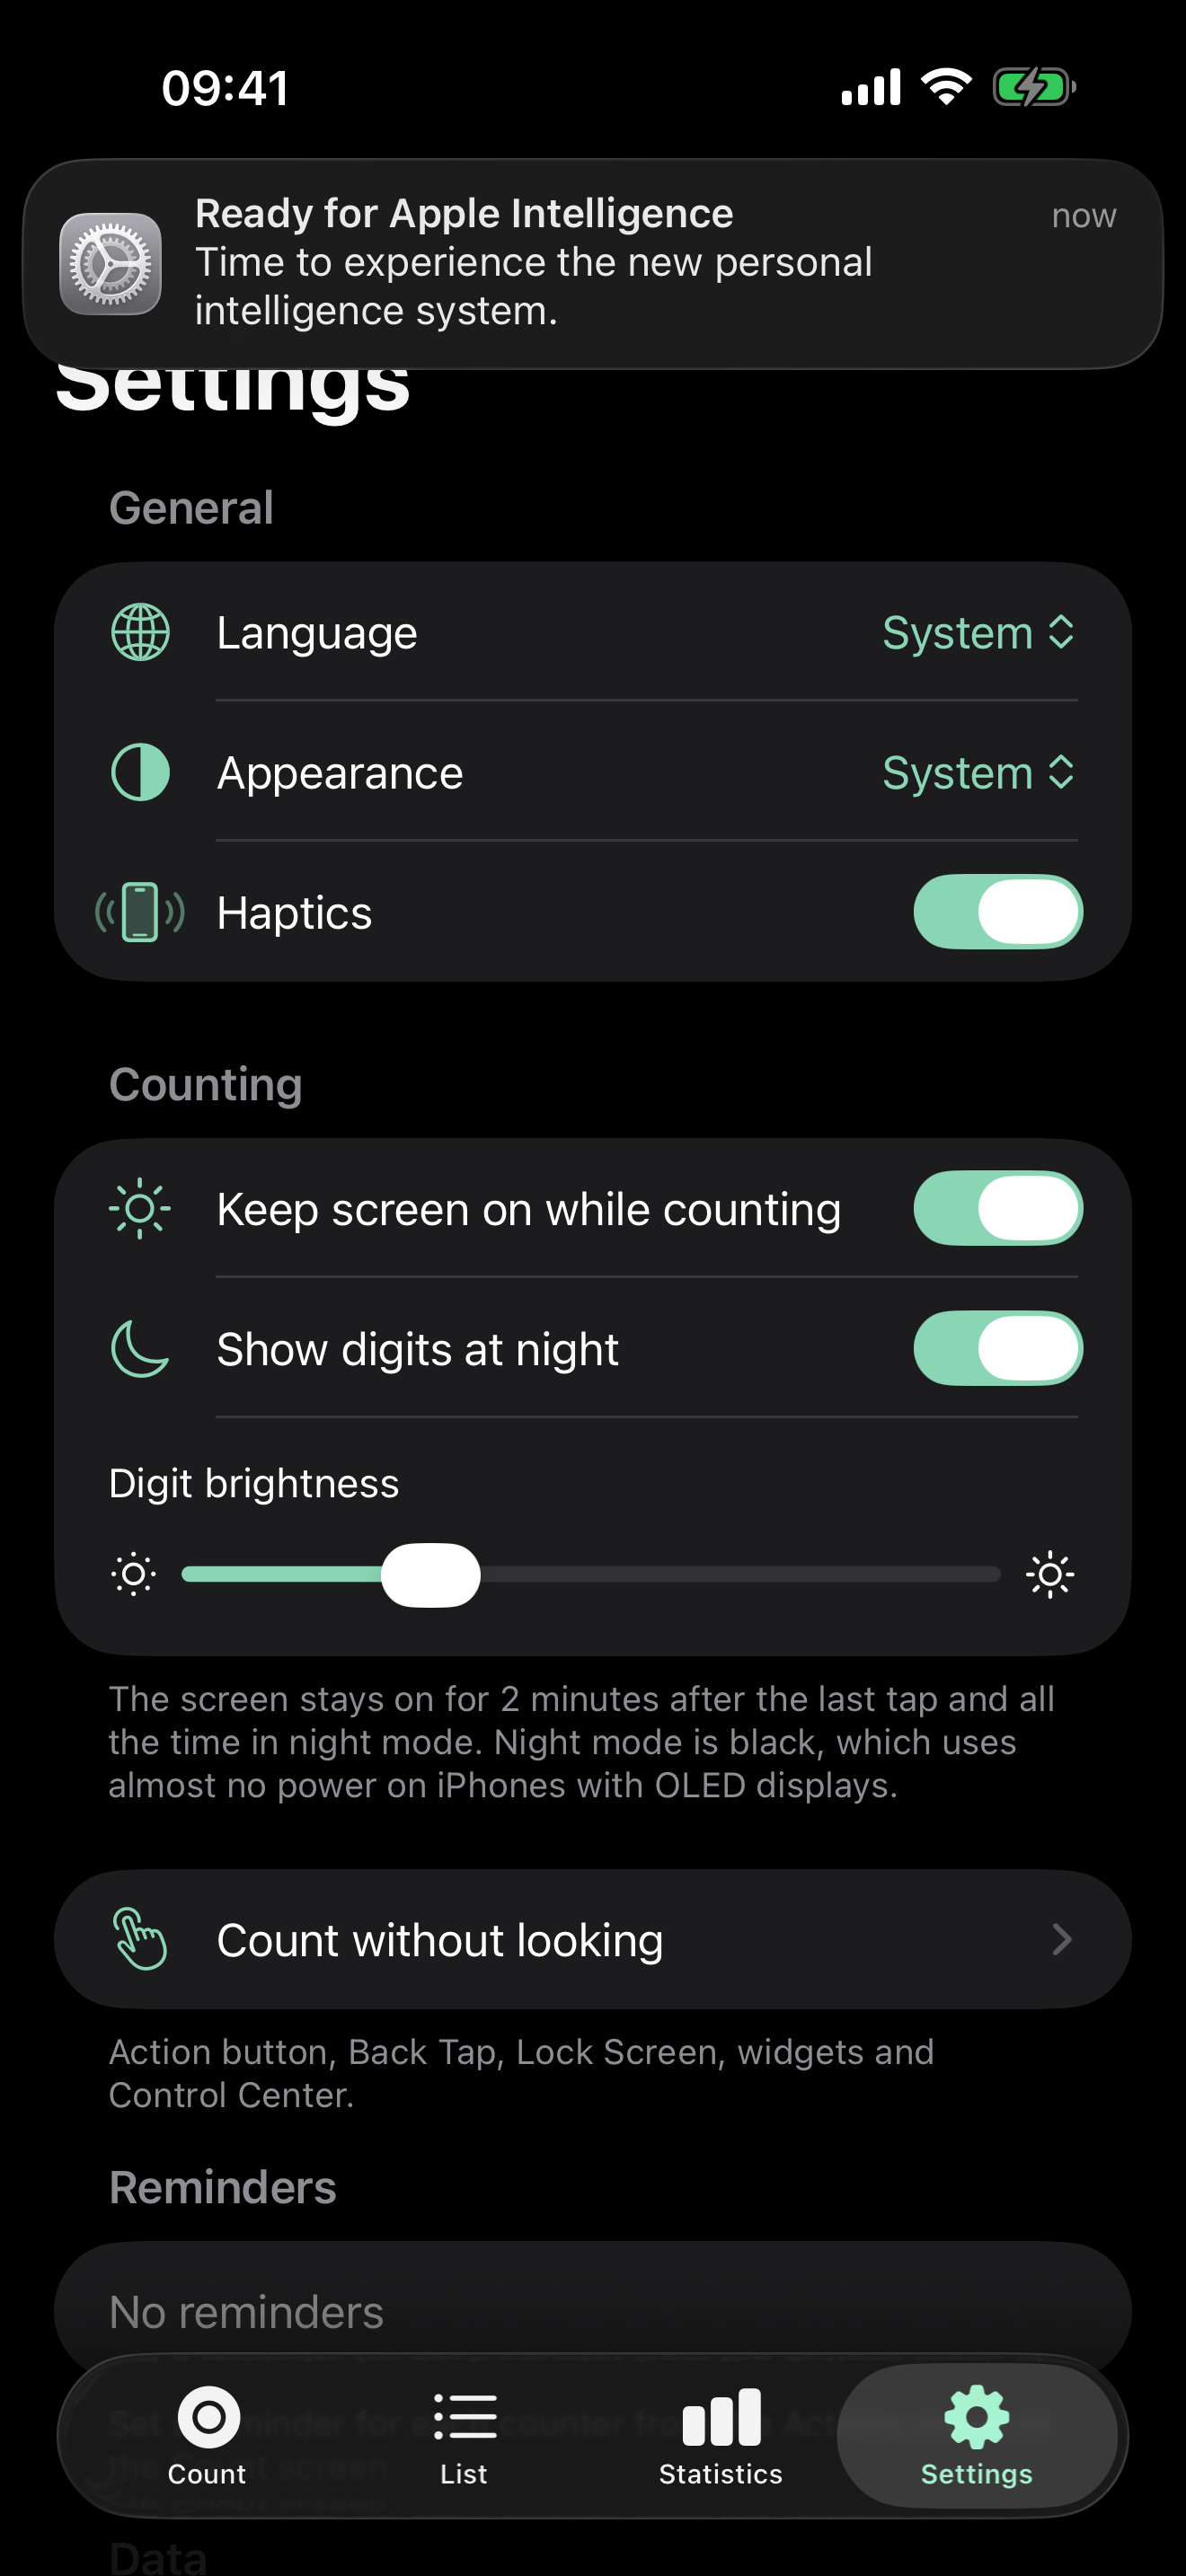 09:41
Ready for Apple Intelligence
now
Time to experience the new personal
intelligence system.
Settings
General
Language
System
Appearance
System
Haptics
Counting
Keep screen on while counting
Show digits at night
Digit brightness
The screen stays on for 2 minutes after the last tap and all
the time in night mode. Night mode is black, which uses
almost no power on iPhones with OLED displays.
Count without looking
Action button, Back Tap, Lock Screen, widgets and
Control Center.
Reminders
No reminders
Count
List
Statistics
Settings
Data